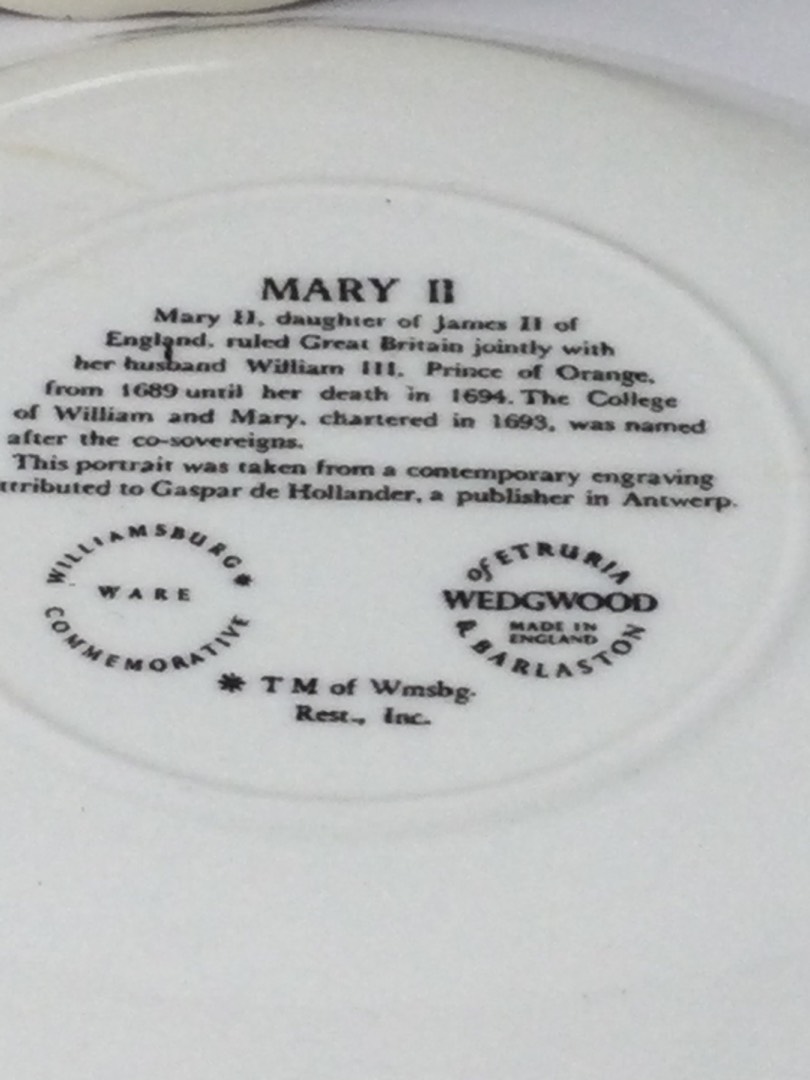 MARY II
Mary II, daughter of James II of
England, ruled Great Britain jointly with
her husband William III, Prince of Orange,
from 1689 until her death in 1694. The College
of William and Mary, chartered in 1693, was named
after the co-sovereigns.
This portrait was taken from a contemporary engraving
ttributed to Gaspar de Hollander, a publisher in Antwerp.
WILLIAMSBURG*
WARE
COMMEMORATIVE
of ETRURIA
WEDGWOOD
MADE IN
ENGLAND
& BARLASTON
* T M of Wmsbg.
Rest., Inc.